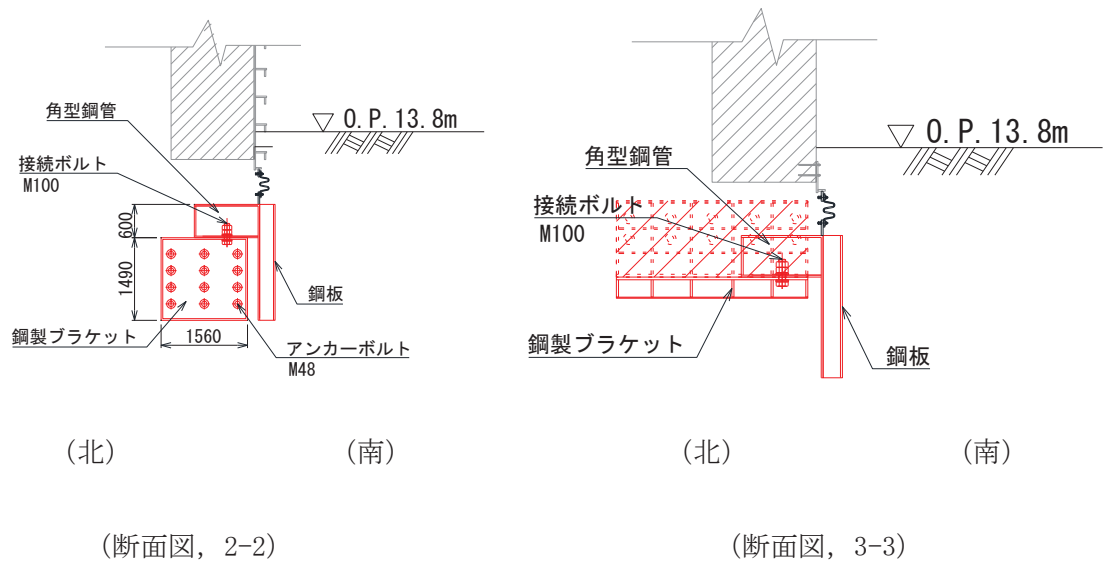 角型鋼管
O.P.13.8m
接続ボルト
M100
600
1490
鋼板
鋼製ブラケット
1560
アンカーボルト
M48
(北)
(南)
(断面図, 2-2)
O.P.13.8m
角型鋼管
接続ボルト
M100
鋼製ブラケット
鋼板
(北)
(南)
(断面図, 3-3)